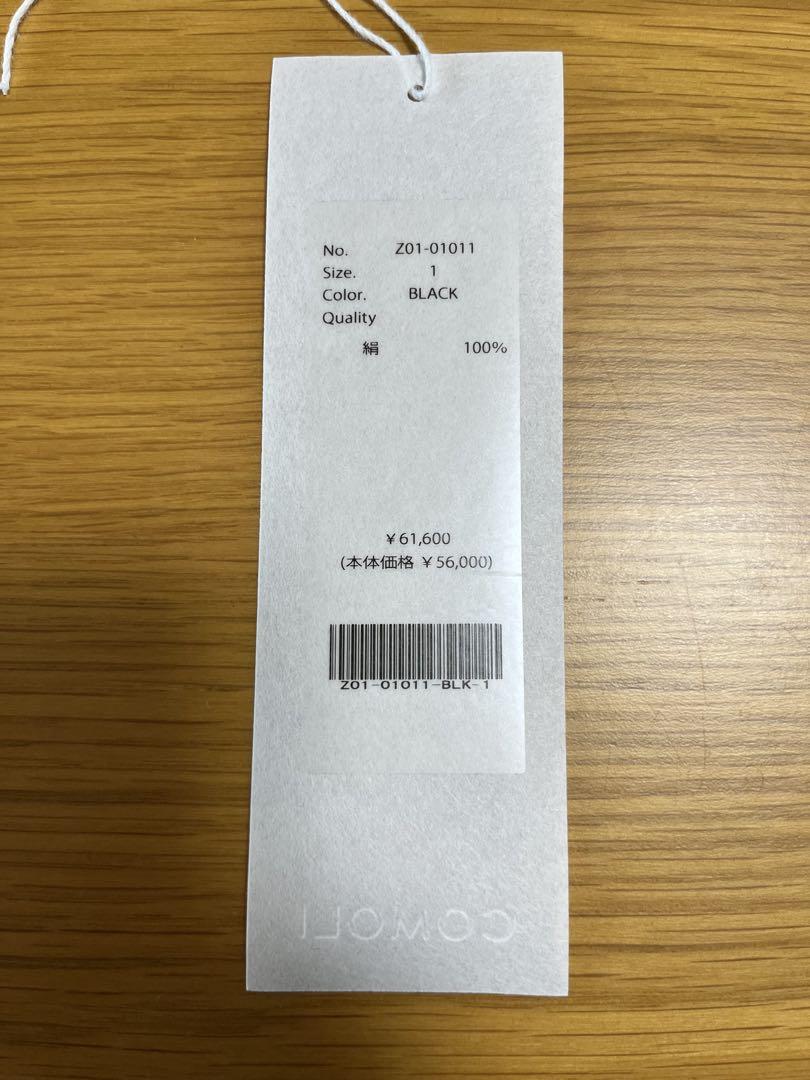 No. Z01-01011
Size. 1
Color. BLACK
Quality
絹 100%
¥61,600
(本体価格 ¥56,000)
Z01-01011-BLK-1
COMOLI